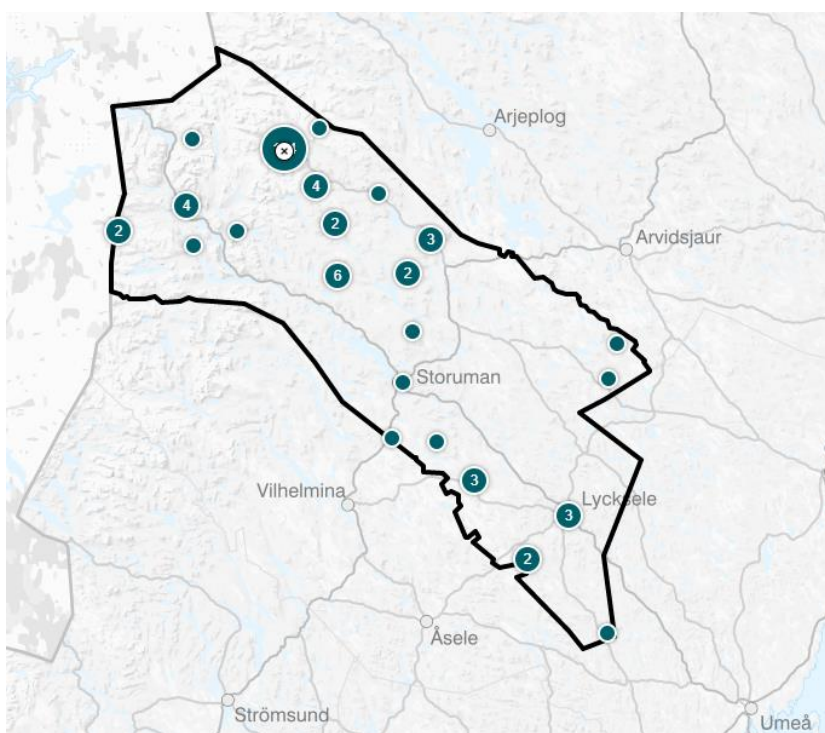 Arjeplog
4
4
2
2
3
Arvidsjaur
6
2
Storuman
3
Vilhelmina
3
Lycksele
2
Åsele
Strömsund
Umeå